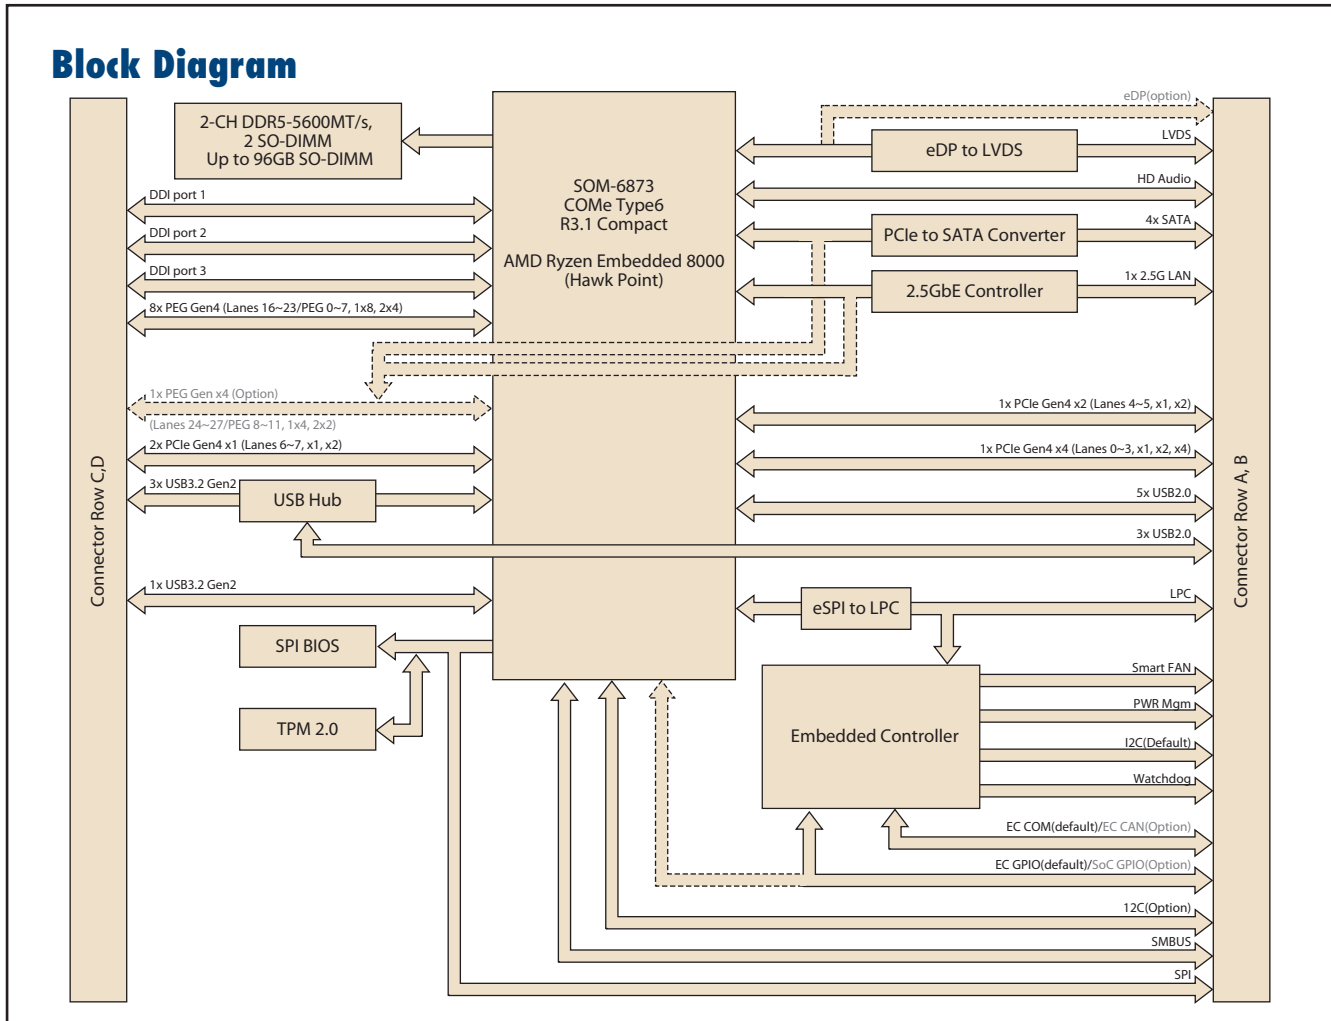 Block Diagram
2-CH DDR5-5600MT/s,
2 SO-DIMM
Up to 96GB SO-DIMM
DDI port 1
DDI port 2
DDI port 3
8x PEG Gen4 (Lanes 16~23/PEG 0~7, 1x8, 2x4)
1x PEG Gen x4 (Option)
(Lanes 24~27/PEG 8~11, 1x4, 2x2)
2x PCIe Gen4 x1 (Lanes 6~7, x1, x2)
3x USB3.2 Gen2
USB Hub
1x USB3.2 Gen2
SPI BIOS
TPM 2.0
Connector Row C,D
SOM-6873
COMe Type6
R3.1 Compact
AMD Ryzen Embedded 8000
(Hawk Point)
eDP(option)
LVDS
eDP to LVDS
HD Audio
4x SATA
PCIe to SATA Converter
1x 2.5G LAN
2.5GbE Controller
1x PCIe Gen4 x2 (Lanes 4~5, x1, x2)
1x PCIe Gen4 x4 (Lanes 0~3, x1, x2, x4)
5x USB2.0
3x USB2.0
LPC
eSPI to LPC
Smart FAN
PWR Mgm
Embedded Controller
I2C(Default)
Watchdog
EC COM(default)/EC CAN(Option)
EC GPIO(default)/SoC GPIO(Option)
12C(Option)
SMBUS
SPI
Connector Row A, B